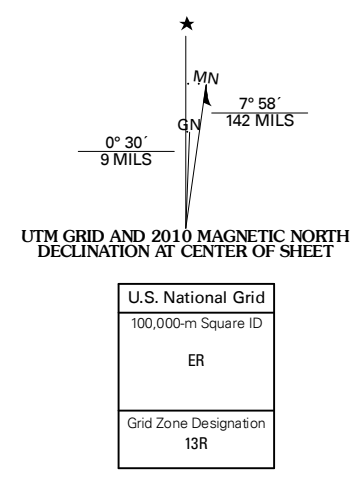 MN
7° 58´
142 MILS
GN
0° 30´
9 MILS
UTM GRID AND 2010 MAGNETIC NORTH
DECLINATION AT CENTER OF SHEET
U.S. National Grid
100,000-m Square ID
ER
Grid Zone Designation
13R